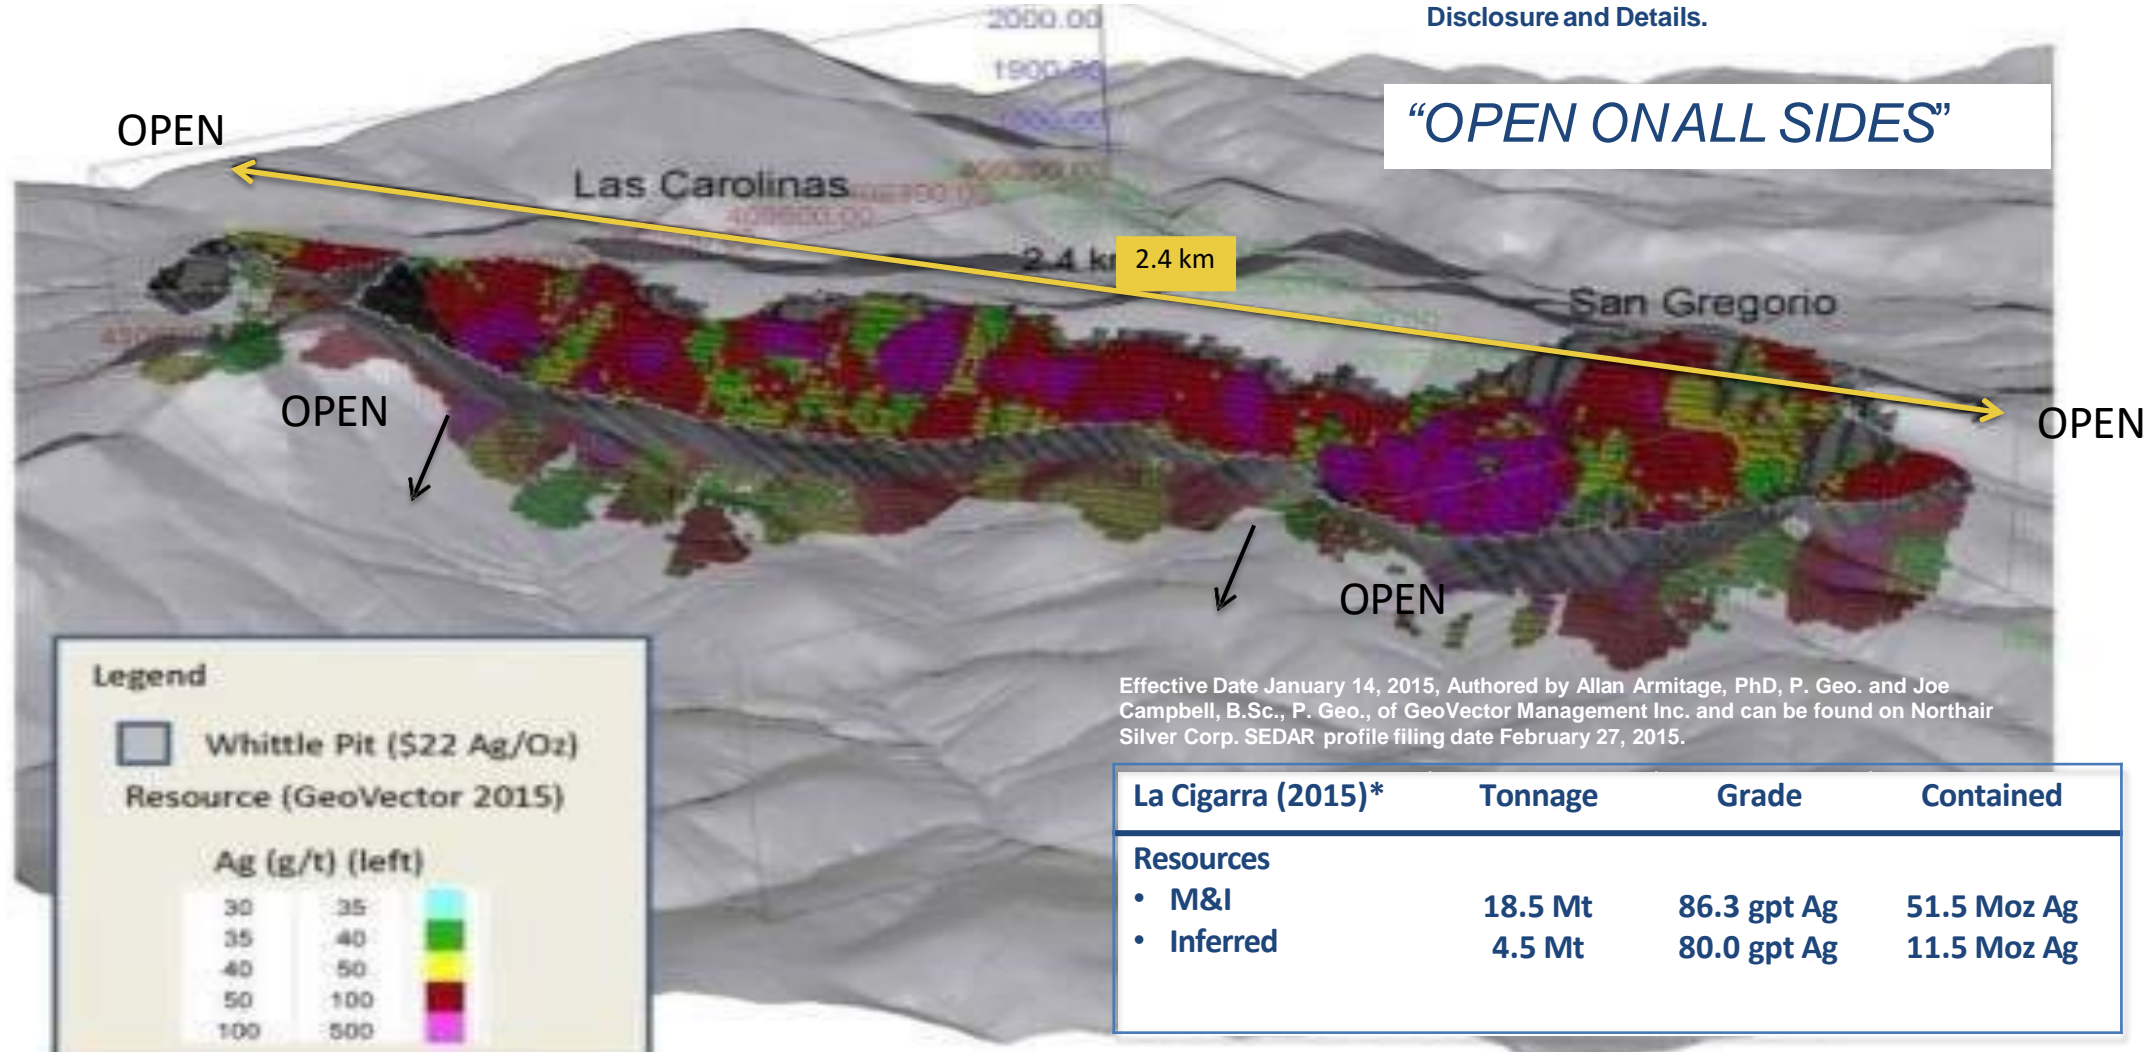 Disclosure and Details.
2000.00
1900.00
"OPEN ON ALL SIDES"
OPEN
Las Carolinas
2.4 km
San Gregorio
OPEN
OPEN
OPEN
Effective Date January 14, 2015, Authored by Allan Armitage, PhD, P. Geo. and Joe
Campbell, B.Sc., P. Geo., of GeoVector Management Inc. and can be found on Northair
Silver Corp. SEDAR profile filing date February 27, 2015.
Legend
Whittle Pit ($22 Ag/Oz)
Resource (GeoVector 2015)
Ag (g/t) (left)
30 35
35 40
40 50
50 100
100 500
La Cigarra (2015)* Tonnage Grade Contained
Resources
• M&I 18.5 Mt 86.3 gpt Ag 51.5 Moz Ag
• Inferred 4.5 Mt 80.0 gpt Ag 11.5 Moz Ag